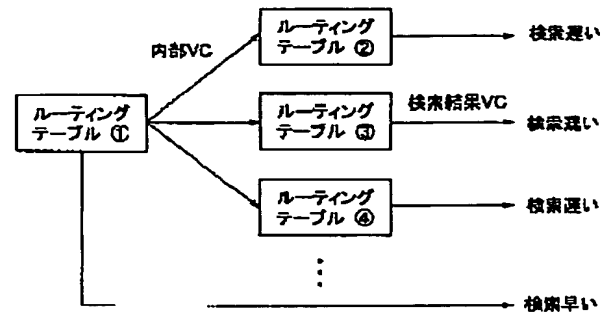 内部VC
ルーティング
テーブル ②
検索遅い
ルーティング
テーブル ①
ルーティング
テーブル ③
検索結果VC
検索遅い
ルーティング
テーブル ④
検索遅い
検索早い